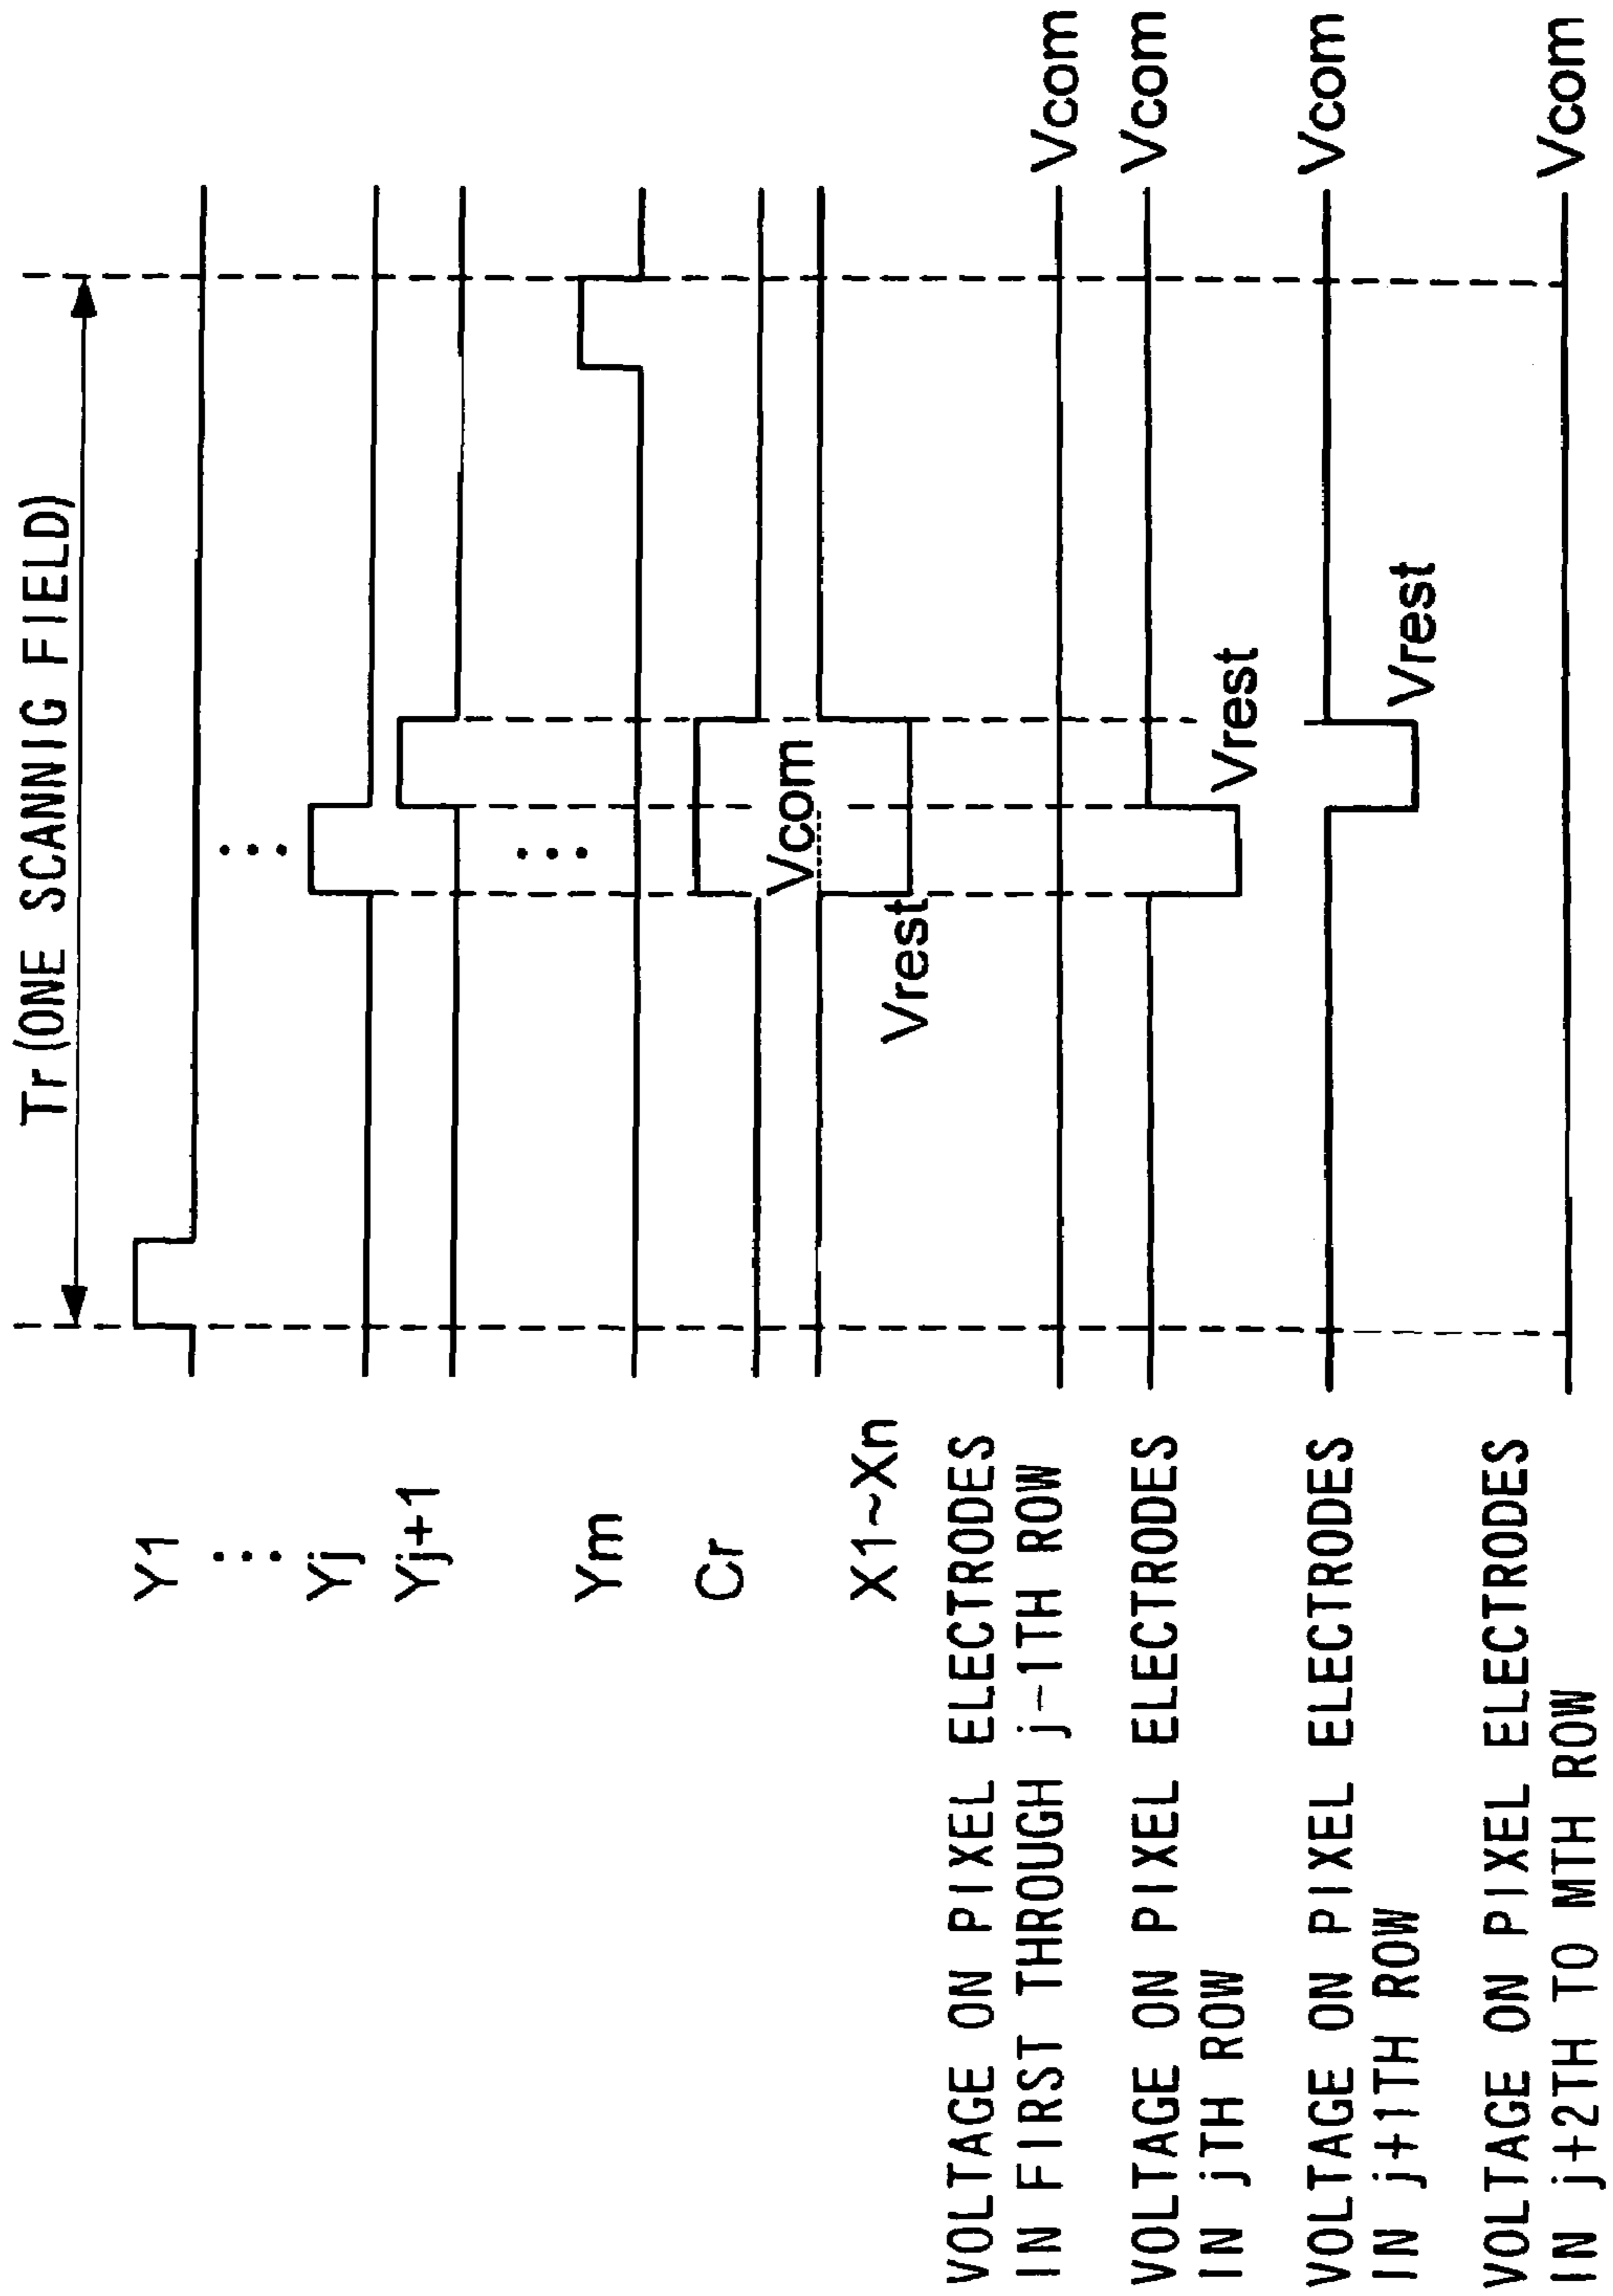 Tr(ONE SCANNIG FIELD)
Y1
Yj
Yj+1
Ym
Cr
Vcom
X1~Xn
Vrest
VOLTAGE ON PIXEL ELECTRODES
IN FIRST THROUGH j-1TH ROW
Vcom
VOLTAGE ON PIXEL ELECTRODES
IN jTH ROW
Vcom
Vrest
VOLTAGE ON PIXEL ELECTRODES
IN j+1TH ROW
Vcom
Vrest
VOLTAGE ON PIXEL ELECTRODES
IN j+2TH TO MTH ROW
Vcom